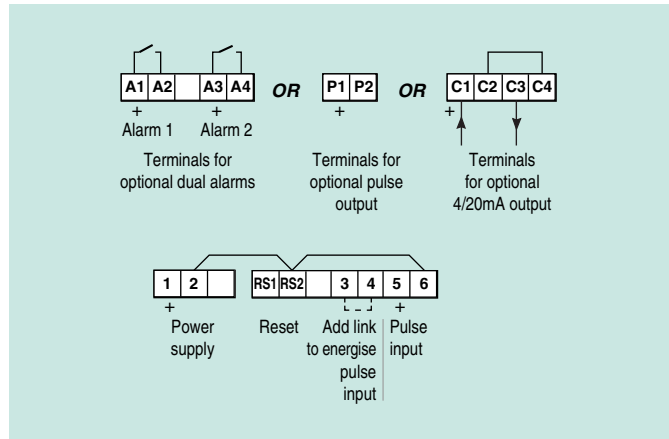 A1 A2 A3 A4 OR P1 P2 OR C1 C2 C3 C4
+ + + +
Alarm 1 Alarm 2
Terminals for
optional dual alarms
Terminals for
optional pulse
output
Terminals
for optional
4/20mA output
1 2 RS1 RS2 3 4 5 6
+ +
Power
supply
Reset
Add link
to energise
pulse
input
Pulse
input